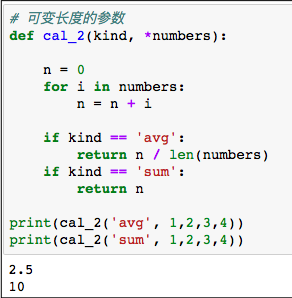 # 可变长度的参数
def cal_2(kind, *numbers):
    n = 0
    for i in numbers:
        n = n + i
    if kind == 'avg':
        return n / len(numbers)
    if kind == 'sum':
        return n
print(cal_2('avg', 1,2,3,4))
print(cal_2('sum', 1,2,3,4))
2.5
10